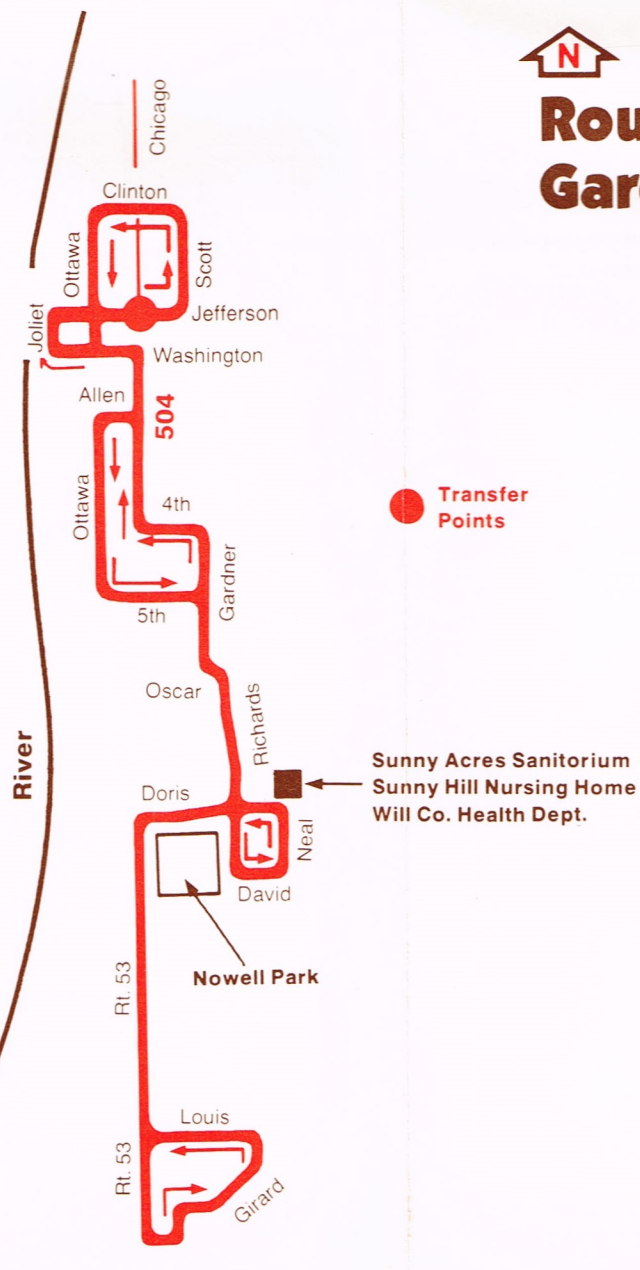 N
Chicago
Clinton
Ottawa
Scott
Joliet
Jefferson
Washington
Allen
504
Ottawa
4th
Transfer
Points
Gardner
5th
Oscar
Richards
River
Sunny Acres Sanitorium
Sunny Hill Nursing Home
Will Co. Health Dept.
Doris
Neal
David
Nowell Park
Rt. 53
Louis
Rt. 53
Girard